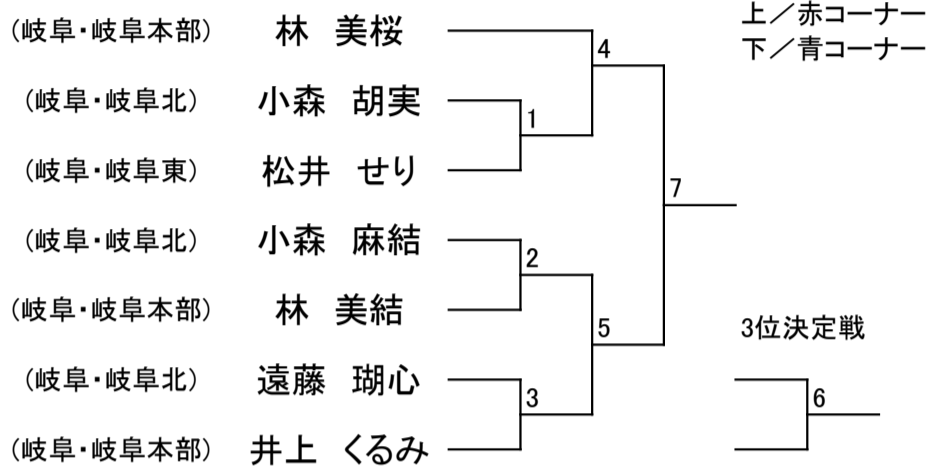 上／赤コーナー
下／青コーナー
(岐阜・岐阜本部) 林 美桜
(岐阜・岐阜北) 小森 胡実
(岐阜・岐阜東) 松井 せり
(岐阜・岐阜北) 小森 麻結
(岐阜・岐阜本部) 林 美結
(岐阜・岐阜北) 遠藤 瑚心
(岐阜・岐阜本部) 井上 くるみ
4
1
7
2
5
3
3位決定戦
6